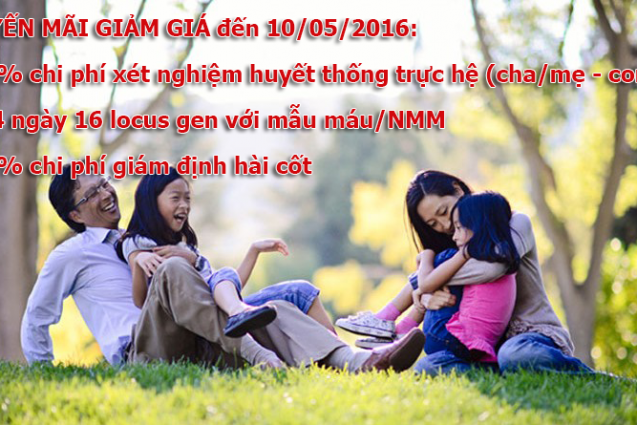 YẾN MÃI GIẢM GIÁ đến 10/05/2016:
% chi phí xét nghiệm huyết thống trực hệ (cha/mẹ - co
4 ngày 16 locus gen với mẫu máu/NMM
% chi phí giám định hài cốt